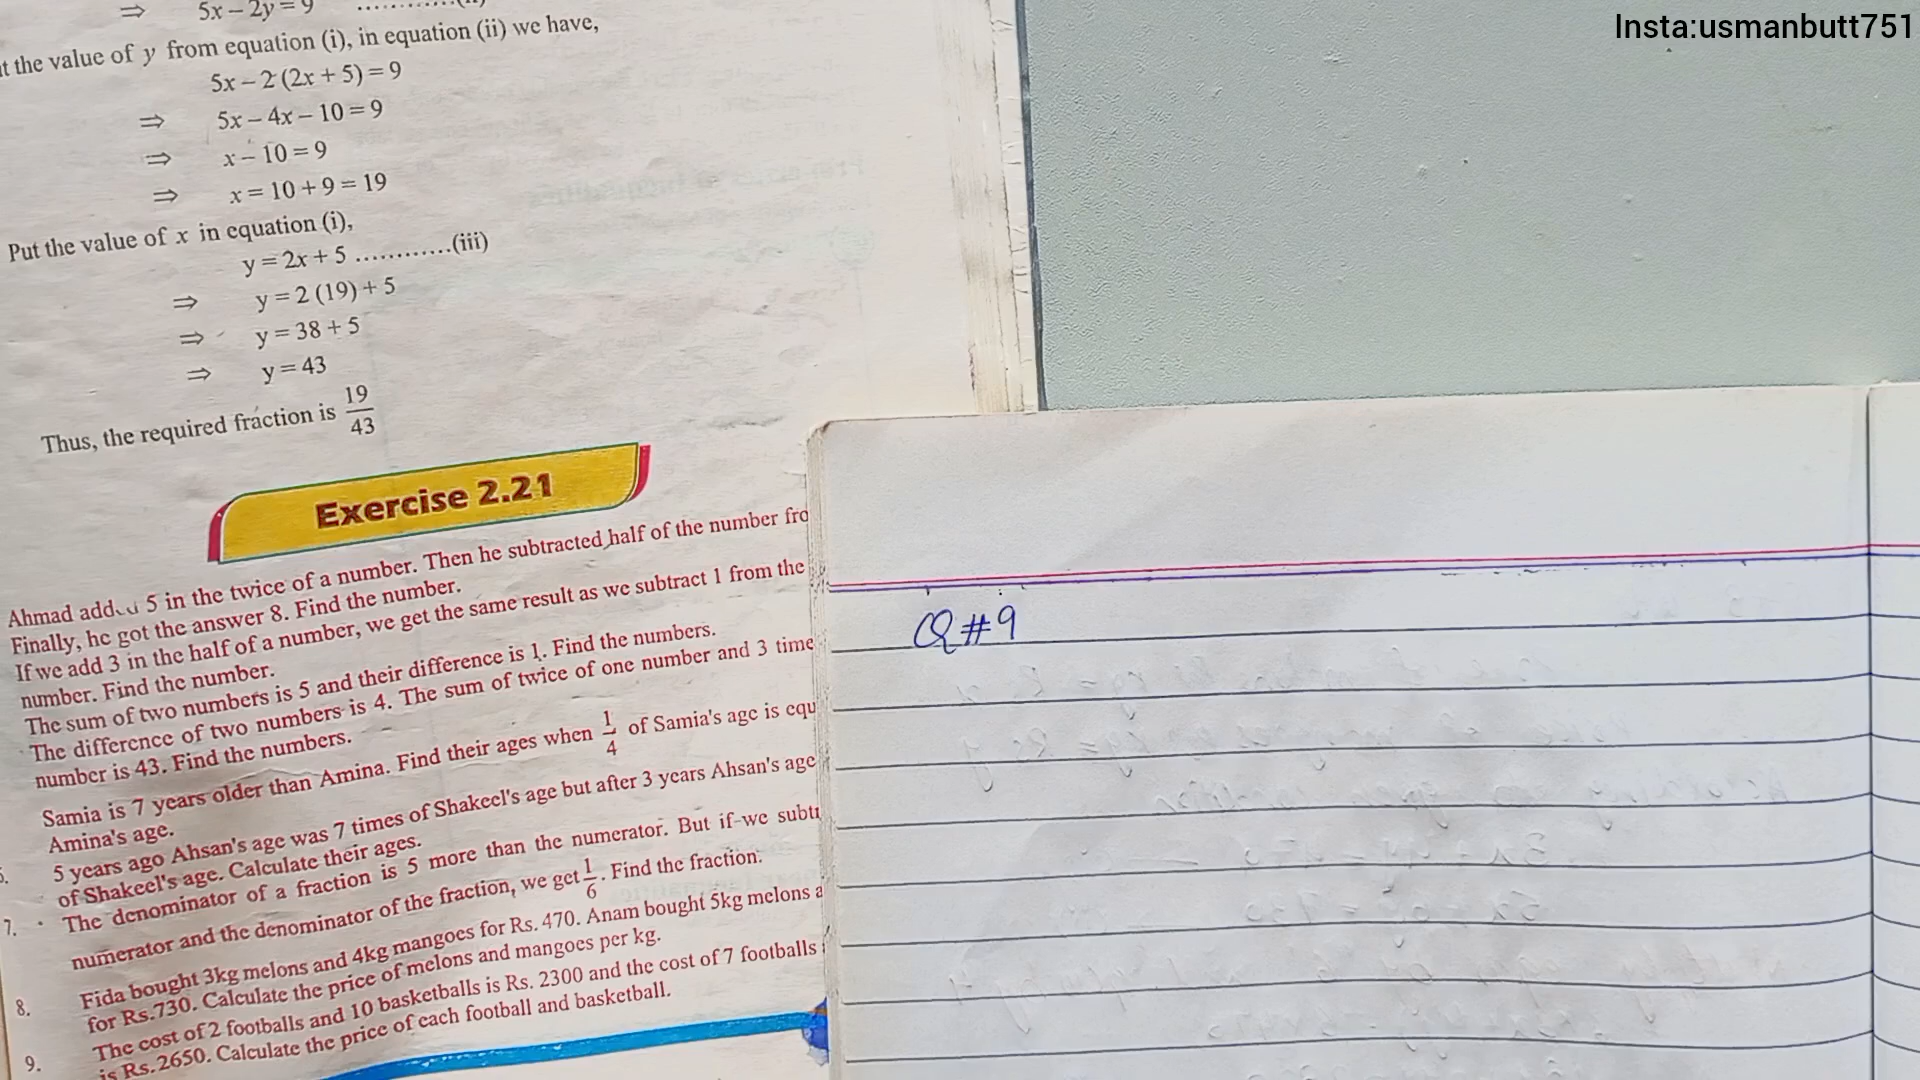 Insta:usmanbutt751
⇒ 5x – 2y = 9
the value of y from equation (i), in equation (ii) we have,
5x – 2 (2x + 5) = 9
⇒ 5x – 4x – 10 = 9
⇒ x – 10 = 9
⇒ x = 10 + 9 = 19
Put the value of x in equation (i),
y = 2x + 5 ............(iii)
⇒ y = 2 (19) + 5
⇒ y = 38 + 5
⇒ y = 43
Thus, the required fraction is 19/43
Exercise 2.21
Ahmad added 5 in the twice of a number. Then he subtracted half of the number
Finally, he got the answer 8. Find the number.
If we add 3 in the half of a number, we get the same result as we subtract 1 from the
number. Find the number.
The sum of two numbers is 5 and their difference is 1. Find the numbers.
The difference of two numbers is 4. The sum of twice of one number and 3
number is 43. Find the numbers.
Samia is 7 years older than Amina. Find their ages when 1/4 of Samia's age is
Amina's age.
5 years ago Ahsan's age was 7 times of Shakeel's age but after 3 years Ahsan's age
of Shakeel's age. Calculate their ages.
7. The denominator of a fraction is 5 more than the numerator. But if we
numerator and the denominator of the fraction, we get 1/6. Find the fraction.
8. Fida bought 3kg melons and 4kg mangoes for Rs. 470. Anam bought 5kg melons
for Rs.730. Calculate the price of melons and mangoes per kg.
9. The cost of 2 footballs and 10 basketballs is Rs. 2300 and the cost of 7 footballs
is Rs.2650. Calculate the price of each football and basketball.
Q#9